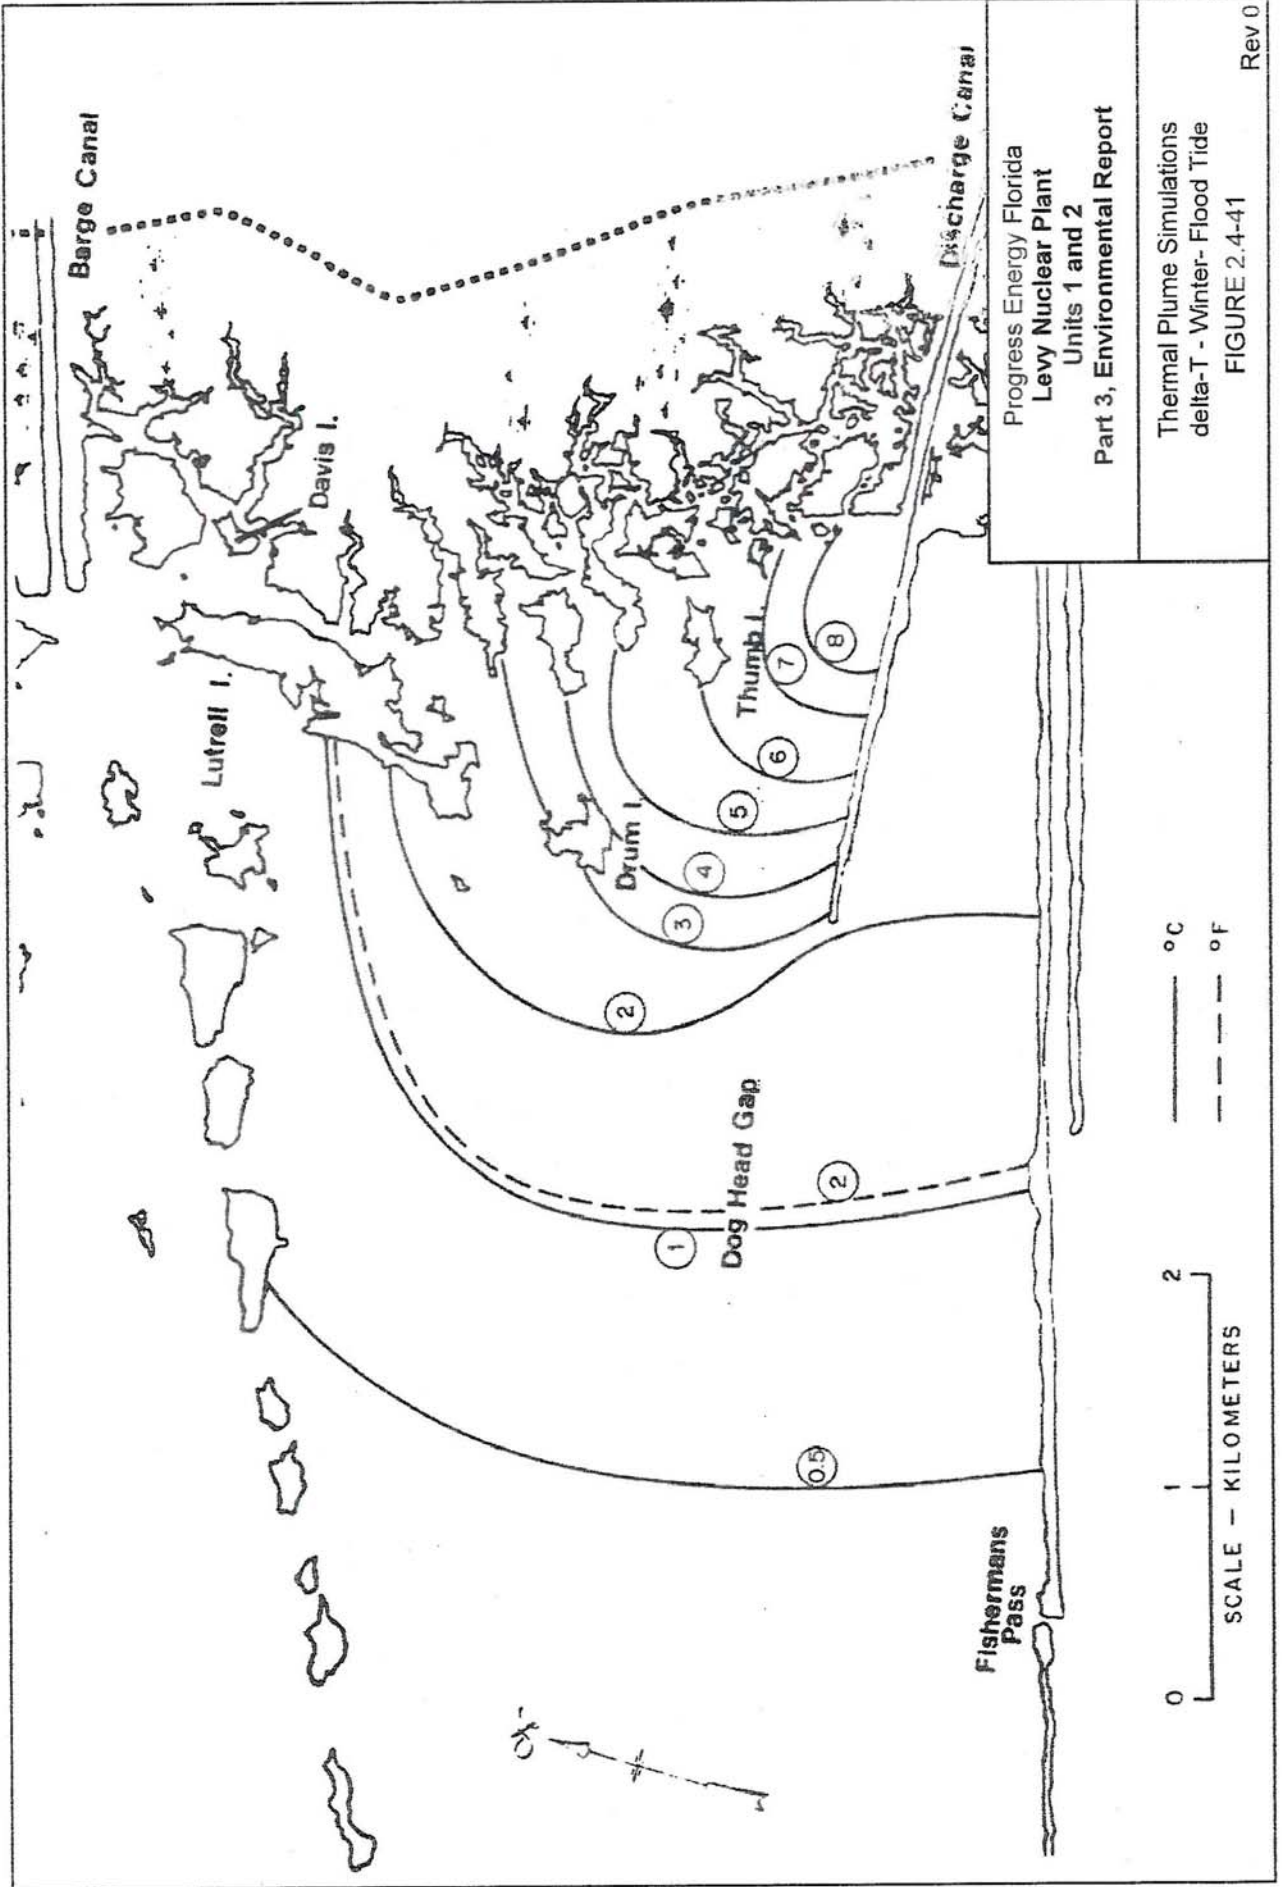 Barge Canal
Davis I.
Lutrell I.
Discharge Canal
Thumb I.
Drum I.
8
7
6
5
4
3
2
1
2
0.5
Dog Head Gap
Fishermans
Pass
0
1
2
SCALE – KILOMETERS
°C
°F
Progress Energy Florida
Levy Nuclear Plant
Units 1 and 2
Part 3, Environmental Report
Thermal Plume Simulations
delta-T - Winter- Flood Tide
FIGURE 2.4-41
Rev 0